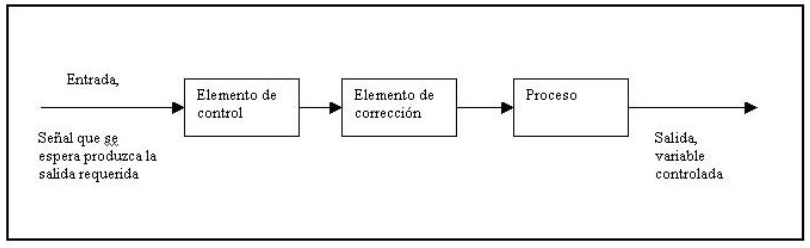 Entrada,
Elemento de
control
Elemento de
corrección
Proceso
Señal que se
espera produzca la
salida requerida
Salida,
variable
controlada